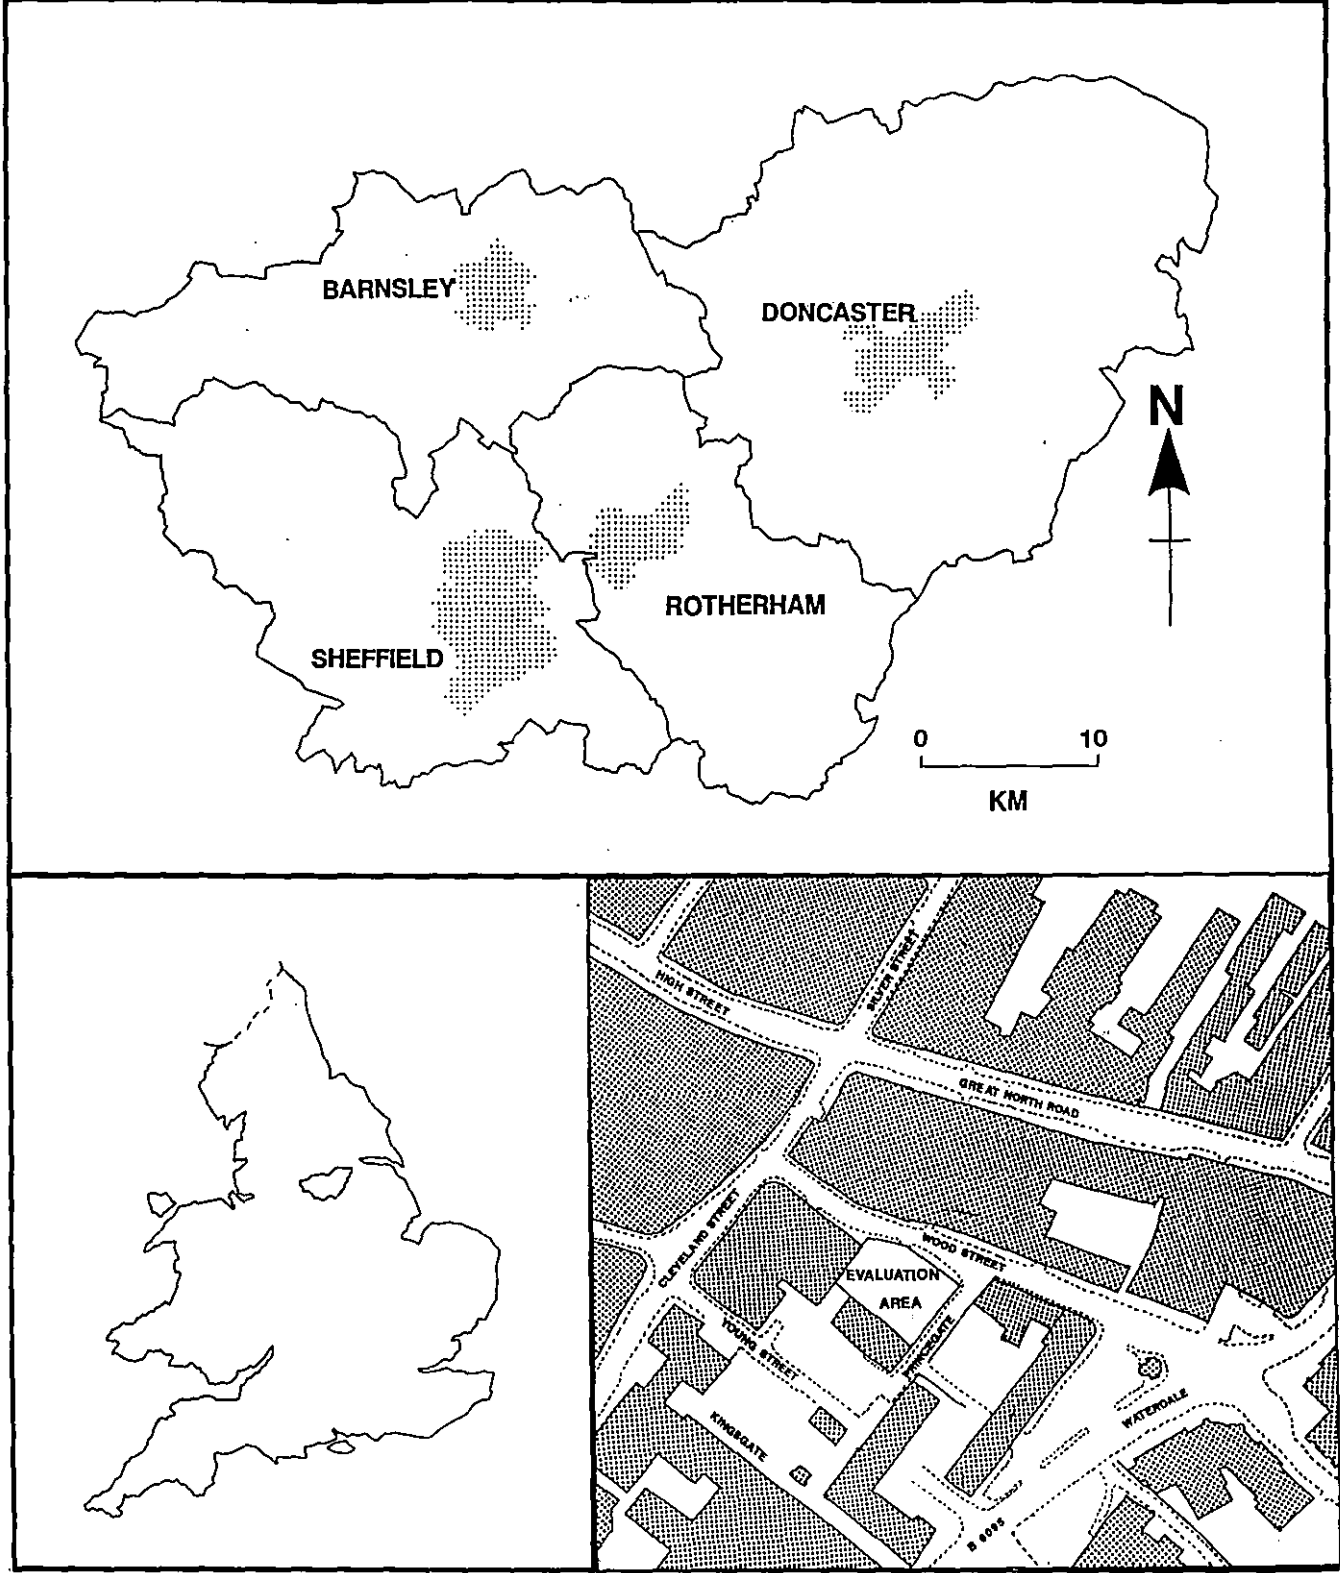 BARNSLEY
DONCASTER
N
ROTHERHAM
SHEFFIELD
0 10
KM
HIGH STREET
SILVER STREET
GREAT NORTH ROAD
CLEVELAND STREET
WOOD STREET
EVALUATION
AREA
YOUNG STREET
PRINCEGATE
KINGSGATE
WATERDALE